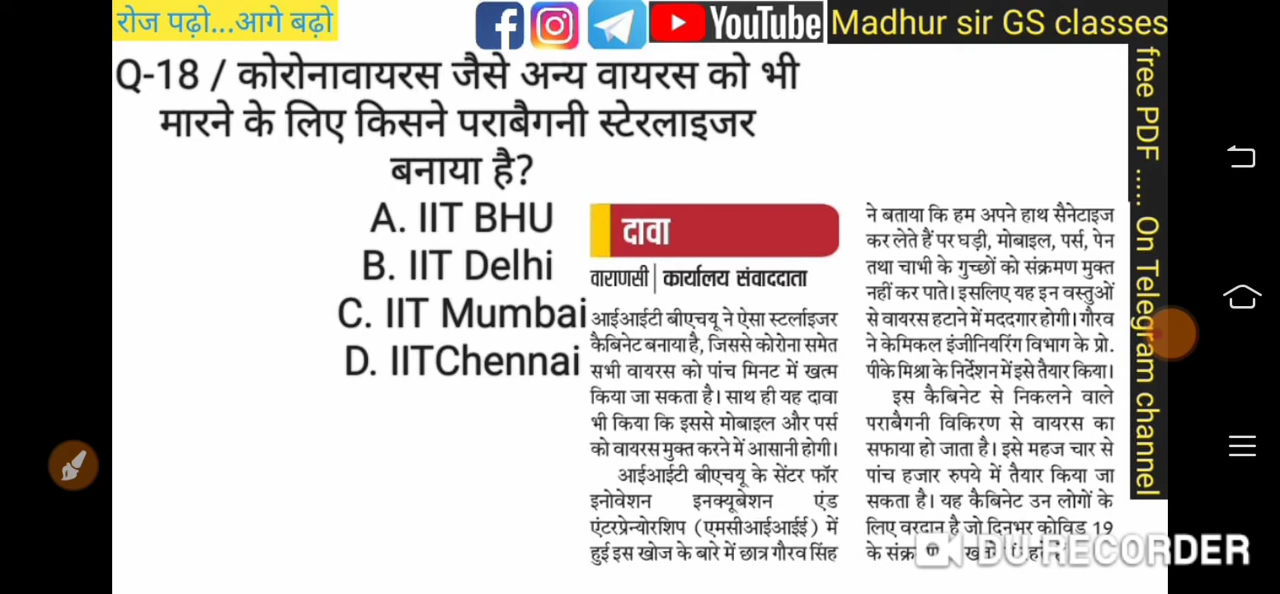 रोज पढ़ो...आगे बढ़ो
YouTube
Madhur sir GS classes
free PDF ..... On Telegram channel
Q-18 / कोरोनावायरस जैसे अन्य वायरस को भी
मारने के लिए किसने पराबैगनी स्टेरलाइजर
बनाया है?
A. IIT BHU
B. IIT Delhi
C. IIT Mumbai
D. IITChennai
दावा
वाराणसी | कार्यालय संवाददाता
आईआईटी बीएचयू ने ऐसा स्टर्लाइजर
कैबिनेट बनाया है, जिससे कोरोना समेत
सभी वायरस को पांच मिनट में खत्म
किया जा सकता है। साथ ही यह दावा
भी किया कि इससे मोबाइल और पर्स
को वायरस मुक्त करने में आसानी होगी।
आईआईटी बीएचयू के सेंटर फॉर
इनोवेशन इनक्यूबेशन एंड
एंटरप्रेन्योरशिप (एमसीआईआईई) में
हुई इस खोज के बारे में छात्र गौरव सिंह
ने बताया कि हम अपने हाथ सैनेटाइज
कर लेते हैं पर घड़ी, मोबाइल, पर्स, पेन
तथा चाभी के गुच्छों को संक्रमण मुक्त
नहीं कर पाते। इसलिए यह इन वस्तुओं
से वायरस हटाने में मददगार होगी। गौरव
ने केमिकल इंजीनियरिंग विभाग के प्रो.
पीके मिश्रा के निर्देशन में इसे तैयार किया।
इस कैबिनेट से निकलने वाले
पराबैगनी विकिरण से वायरस का
सफाया हो जाता है। इसे महज चार से
पांच हजार रुपये में तैयार किया जा
सकता है। यह कैबिनेट उन लोगों के
लिए वरदान है जो दिनभर कोविड 19
के
DU RECORDER